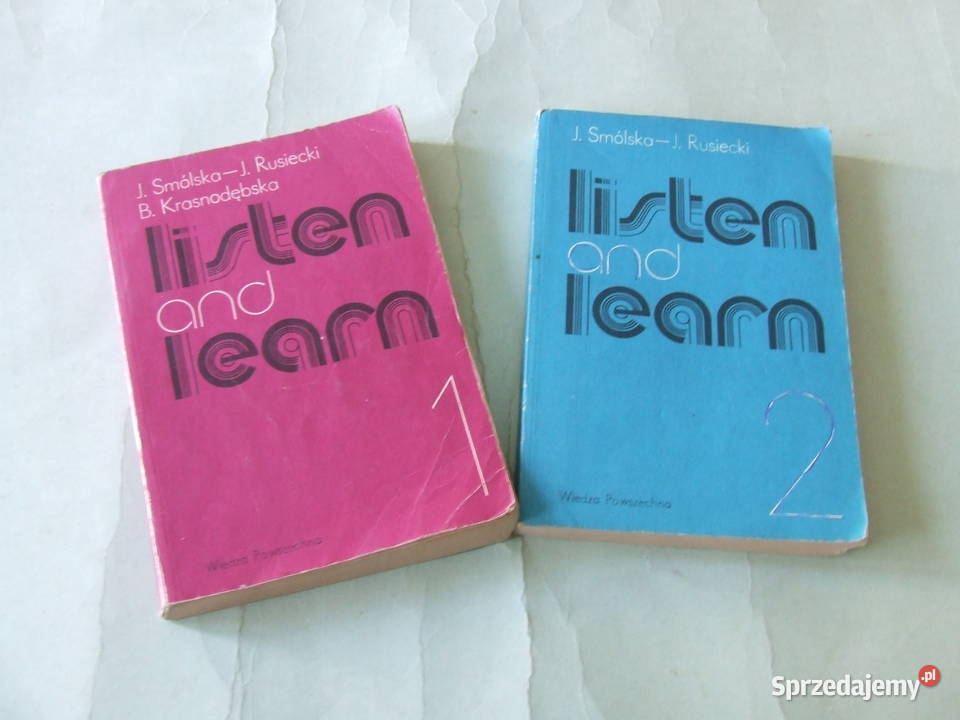 J. Smólska—J. Rusiecki
B. Krasnodębska
listen
and
learn
1
Wiedza Powszechna
J. Smólska—J. Rusiecki
listen
and
learn
2
Wiedza Powszechna
Sprzedajemy.pl